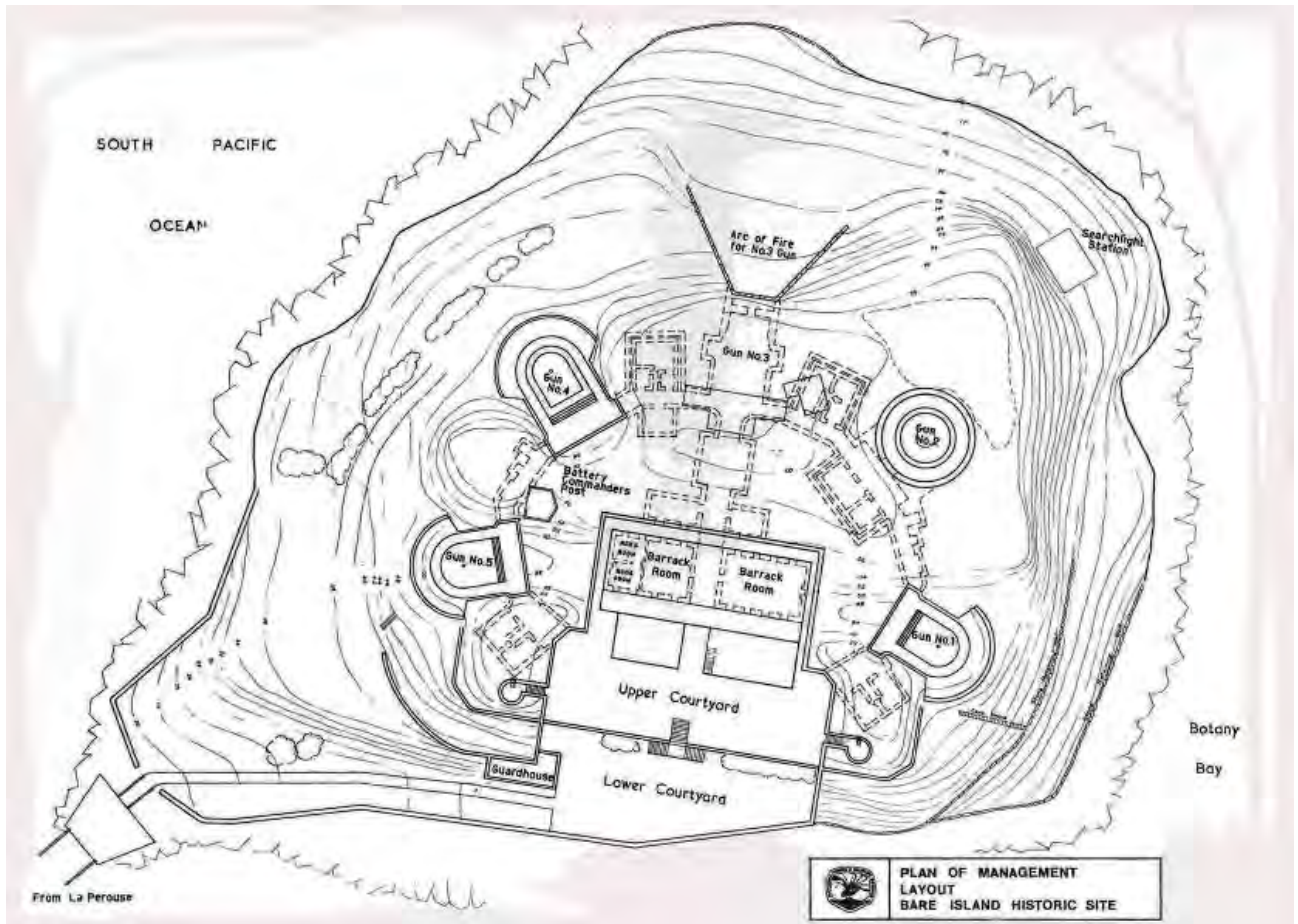 SOUTH PACIFIC
OCEAN
Arc of Fire
for No.3 Gun
Searchlight
Station
Gun No.3
Gun
No.4
Gun
No.2
Battery
Commanders
Post
Gun No.5
Barrack
Room
Barrack
Room
Gun No.1
Upper Courtyard
Guardhouse
Lower Courtyard
Botany
Bay
From La Perouse
PLAN OF MANAGEMENT
LAYOUT
BARE ISLAND HISTORIC SITE